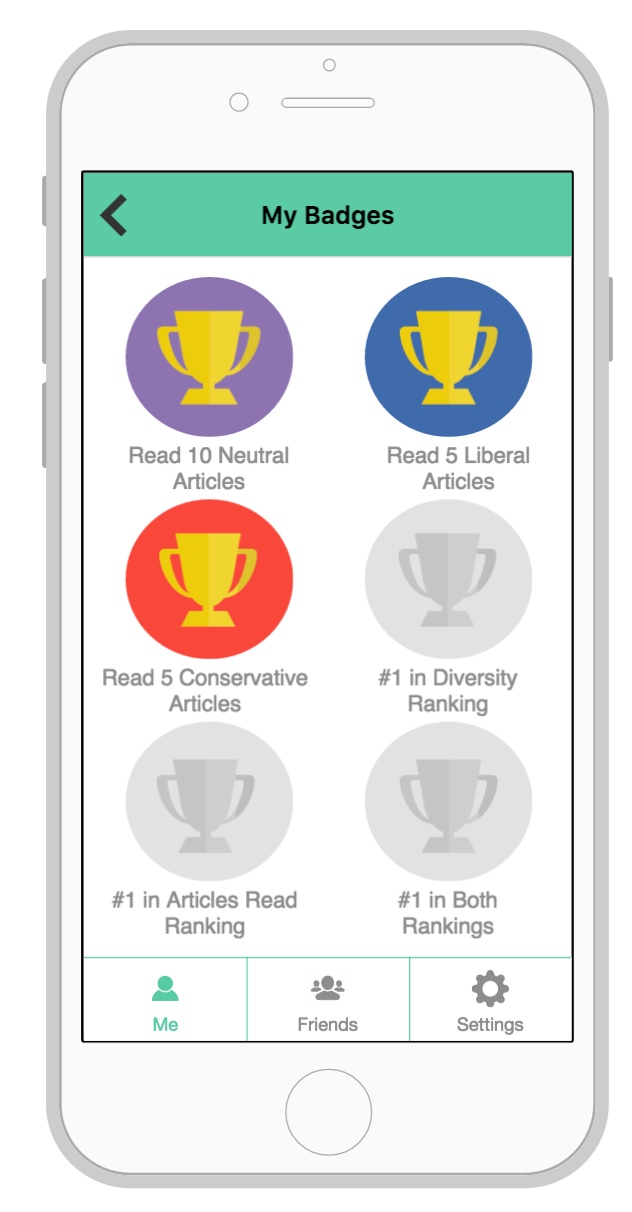 My Badges
Read 10 Neutral
Articles
Read 5 Liberal
Articles
Read 5 Conservative
Articles
#1 in Diversity
Ranking
#1 in Articles Read
Ranking
#1 in Both
Rankings
Me
Friends
Settings